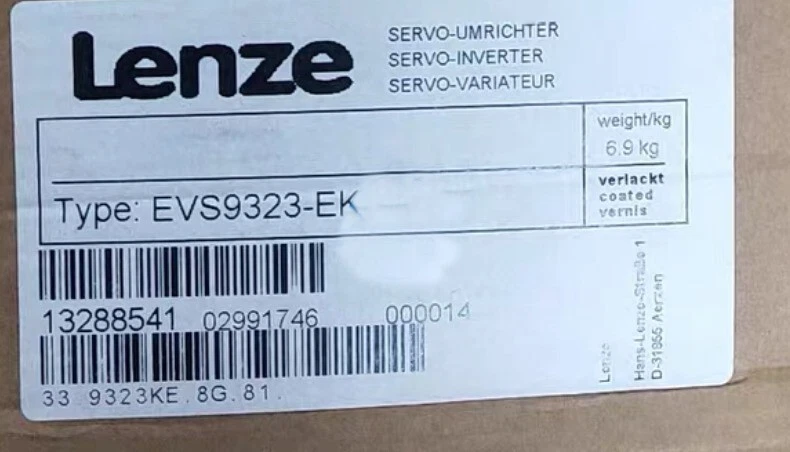 Lenze
SERVO-UMRICHTER
SERVO-INVERTER
SERVO-VARIATEUR
weight/kg
6.9 kg
Type: EVS9323-EK
verlackt
coated
vernis
13288541 02991746 000014
33 9323KE.8G.81.
Lenze
Hans-Lenze-Straße 1
D-31855 Aerzen